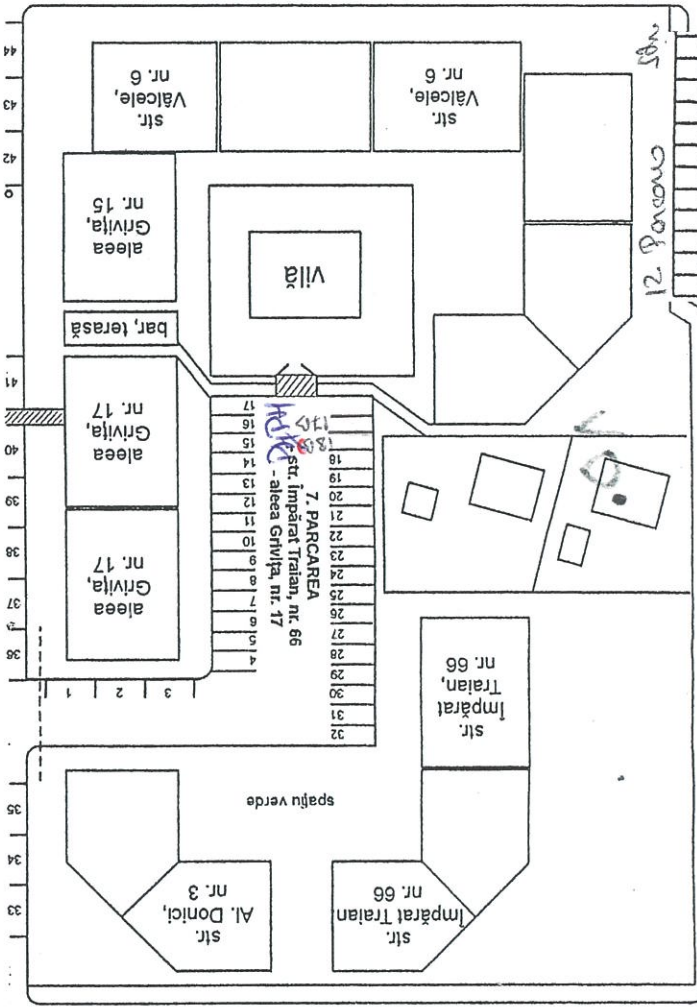 str.
Împărat Traian
nr. 66
str.
Al. Donici,
nr. 3
33
34
35
spațiu verde
str.
Împărat
Traian,
nr. 66
32
31
30
29
28
27
26
25
24
23
22
21
20
19
18
7. PARCAREA
- str. Împărat Traian, nr. 66
- aleea Grivița, nr. 17
3
2
1
4
5
6
7
8
9
10
11
12
13
14
15
16
17
36
37
38
39
40
41
aleea
Grivița,
nr. 17
aleea
Grivița,
nr. 17
bar, terasă
vilă
aleea
Grivița,
nr. 15
str.
Vâlcele,
nr. 6
str.
Vâlcele,
nr. 6
42
43
44
12.